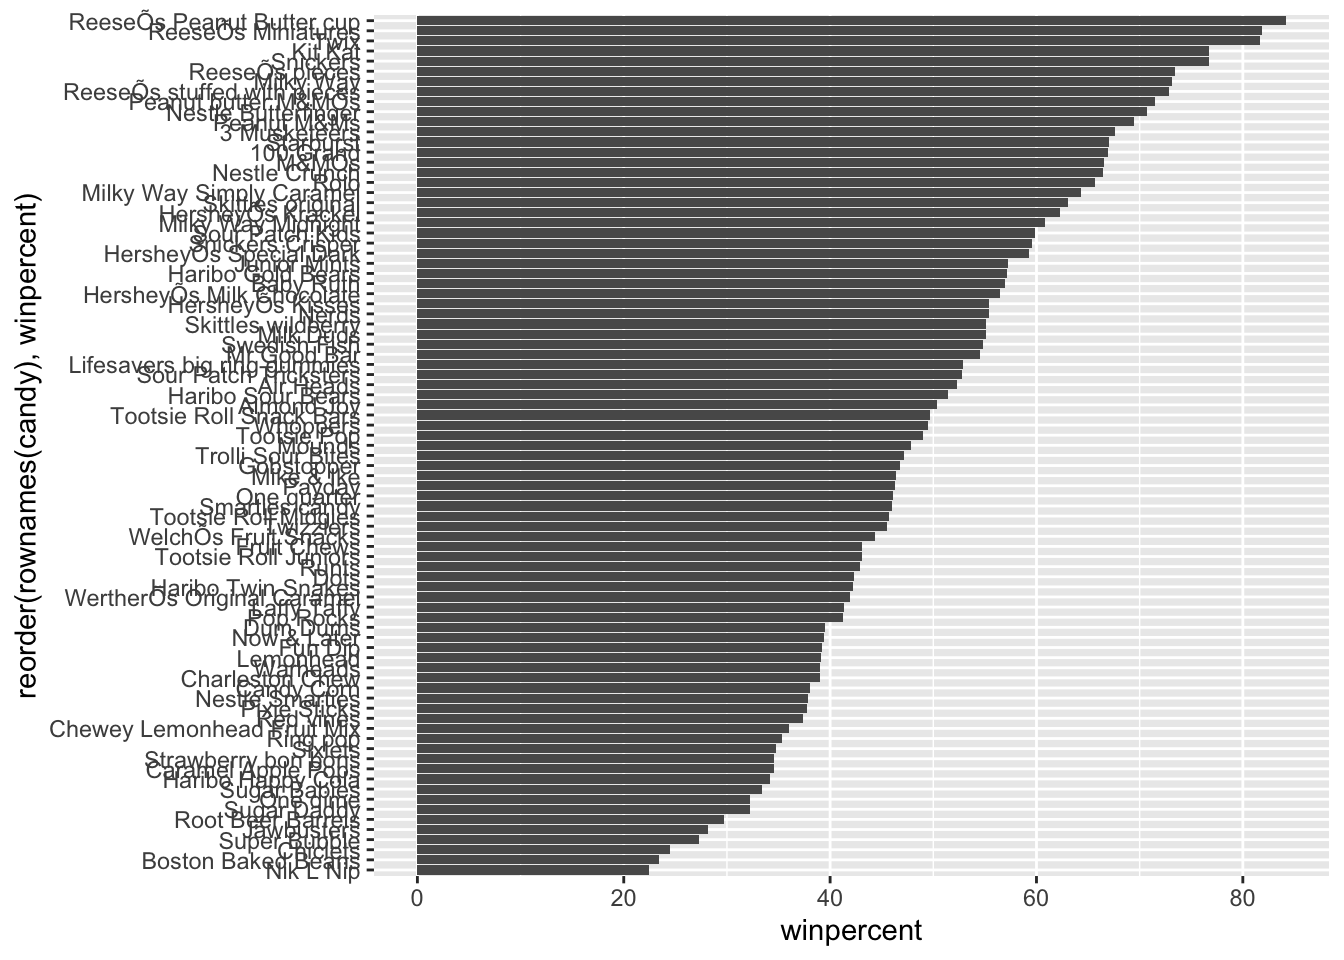 ReeseÕs Peanut Butter cup
ReeseÕs Miniatures
Twix
Kit Kat
Snickers
ReeseÕs pieces
Milky Way
ReeseÕs stuffed with pieces
Peanut butter M&MÕs
Nestle Butterfinger
Peanut M&Ms
3 Musketeers
Starburst
100 Grand
M&MÕs
Nestle Crunch
Rolo
Milky Way Simply Caramel
Skittles original
HersheyÕs Krackel
Milky Way Midnight
Sour Patch Kids
Snickers Crisper
HersheyÕs Special Dark
Junior Mints
Haribo Gold Bears
Baby Ruth
HersheyÕs Milk Chocolate
HersheyÕs Kisses
Nerds
Skittles wildberry
Milk Duds
Swedish Fish
Mr Good Bar
Lifesavers big ring gummies
Sour Patch Tricksters
Air Heads
Haribo Sour Bears
Almond Joy
Tootsie Roll Snack Bars
Whoppers
Tootsie Pop
Mounds
Trolli Sour Bites
Gobstopper
Mike & Ike
Payday
One quarter
Smarties candy
Tootsie Roll Midgies
Twizzlers
WelchÕs Fruit Snacks
Fruit Chews
Tootsie Roll Juniors
Runts
Dots
Haribo Twin Snakes
WertherÕs Original Caramel
Laffy Taffy
Pop Rocks
Dum Dums
Now & Later
Fun Dip
Lemonhead
Warheads
Charleston Chew
Candy Corn
Nestle Smarties
Pixie Sticks
Red vines
Chewey Lemonhead Fruit Mix
Ring pop
Sixlets
Strawberry bon bons
Caramel Apple Pops
Haribo Happy Cola
Sugar Babies
One dime
Sugar Daddy
Root Beer Barrels
Jawbusters
Super Bubble
Chiclets
Boston Baked Beans
Nik L Nip
reorder(rownames(candy), winpercent)
0 20 40 60 80
winpercent